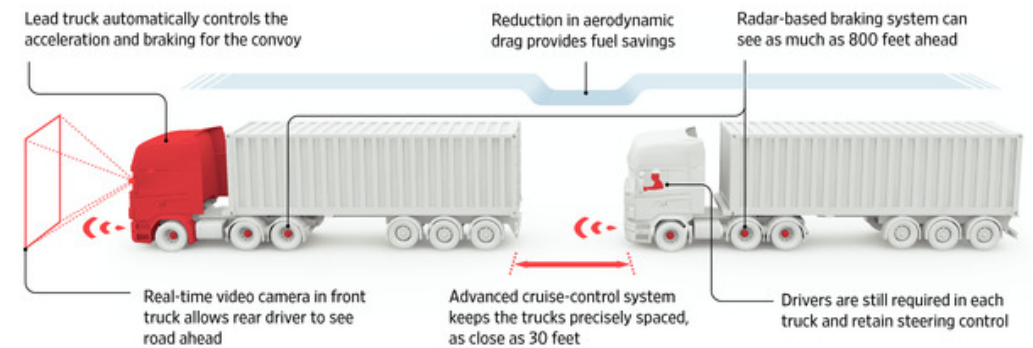 Lead truck automatically controls the
acceleration and braking for the convoy
Reduction in aerodynamic
drag provides fuel savings
Radar-based braking system can
see as much as 800 feet ahead
Real-time video camera in front
truck allows rear driver to see
road ahead
Advanced cruise-control system
keeps the trucks precisely spaced,
as close as 30 feet
Drivers are still required in each
truck and retain steering control